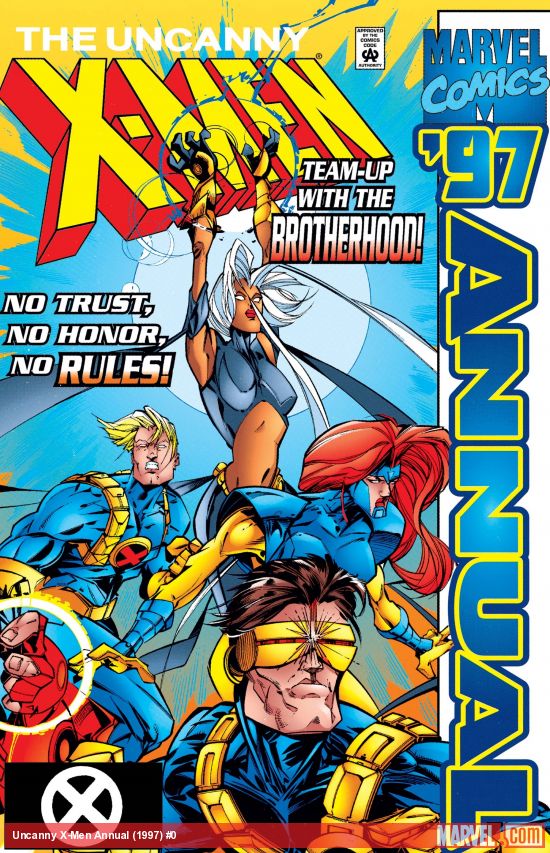 THE UNCANNY
X-MEN
APPROVED
BY THE
COMICS
CODE
CA
AUTHORITY
MARVEL
COMICS
M
'97
ANNUAL
TEAM-UP
WITH THE
BROTHERHOOD!
NO TRUST,
NO HONOR,
NO RULES!
X
Uncanny X-Men Annual (1997) #0
MARVEL.com